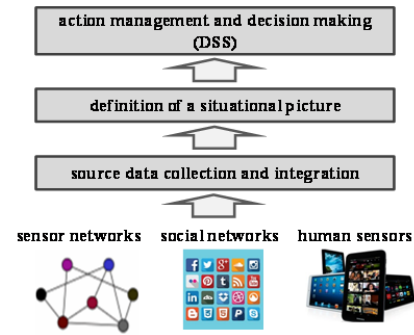 action management and decision making
(DSS)
definition of a situational picture
source data collection and integration
sensor networks social networks human sensors